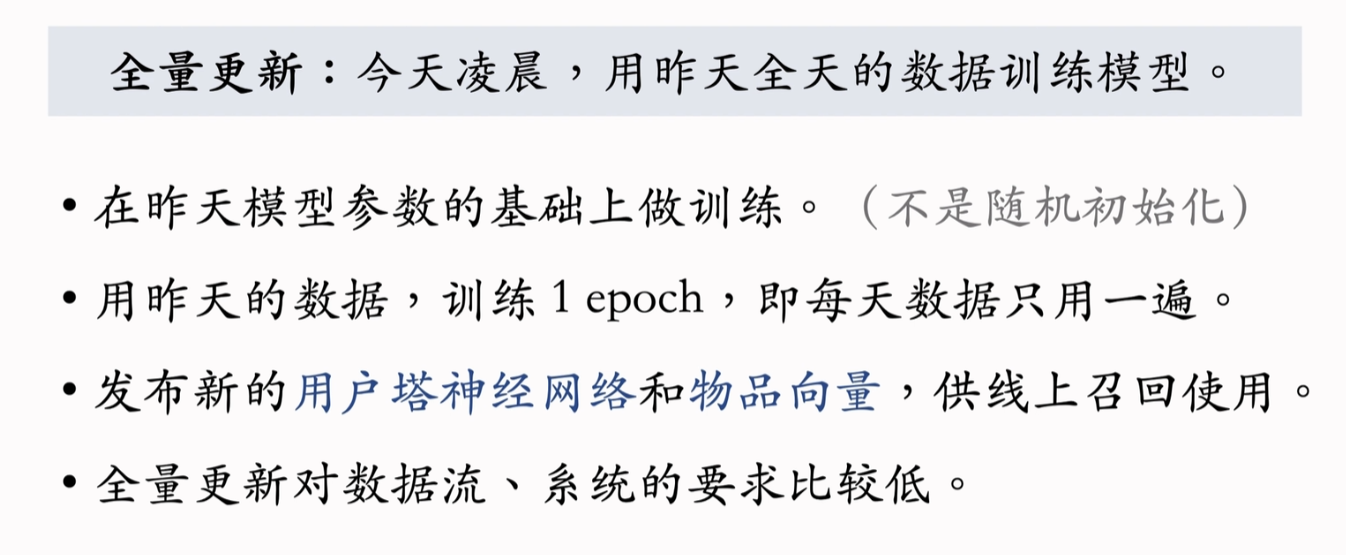 全量更新：今天凌晨，用昨天全天的数据训练模型。
• 在昨天模型参数的基础上做训练。（不是随机初始化）
• 用昨天的数据，训练 1 epoch，即每天数据只用一遍。
• 发布新的用户塔神经网络和物品向量，供线上召回使用。
• 全量更新对数据流、系统的要求比较低。